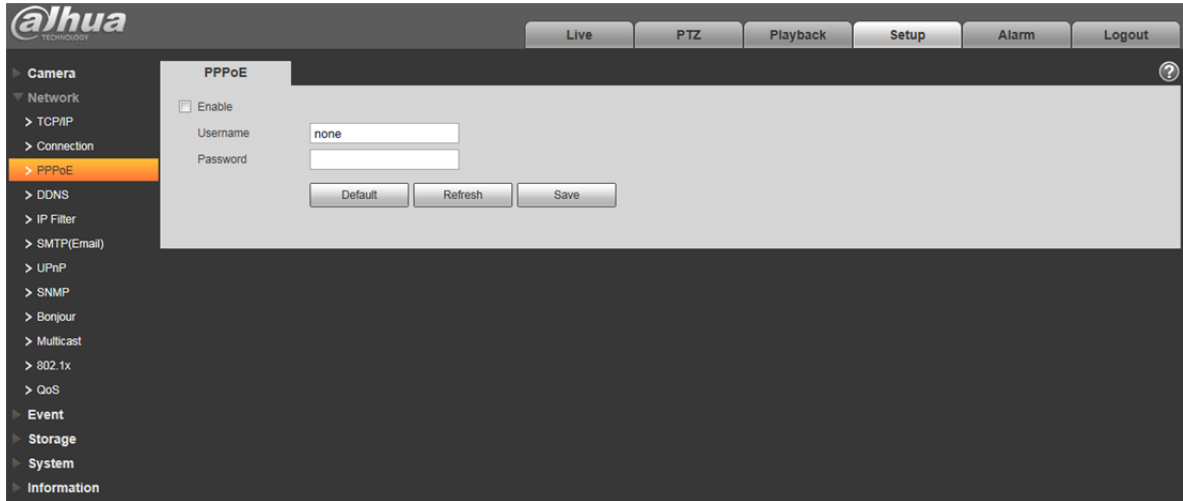 alhua
TECHNOLOGY
Live PTZ Playback Setup Alarm Logout
Camera
Network
TCP/IP
Connection
PPPoE
DDNS
IP Filter
SMTP(Email)
UPnP
SNMP
Bonjour
Multicast
802.1x
QoS
Event
Storage
System
Information
PPPoE
?
Enable
Username none
Password
Default Refresh Save